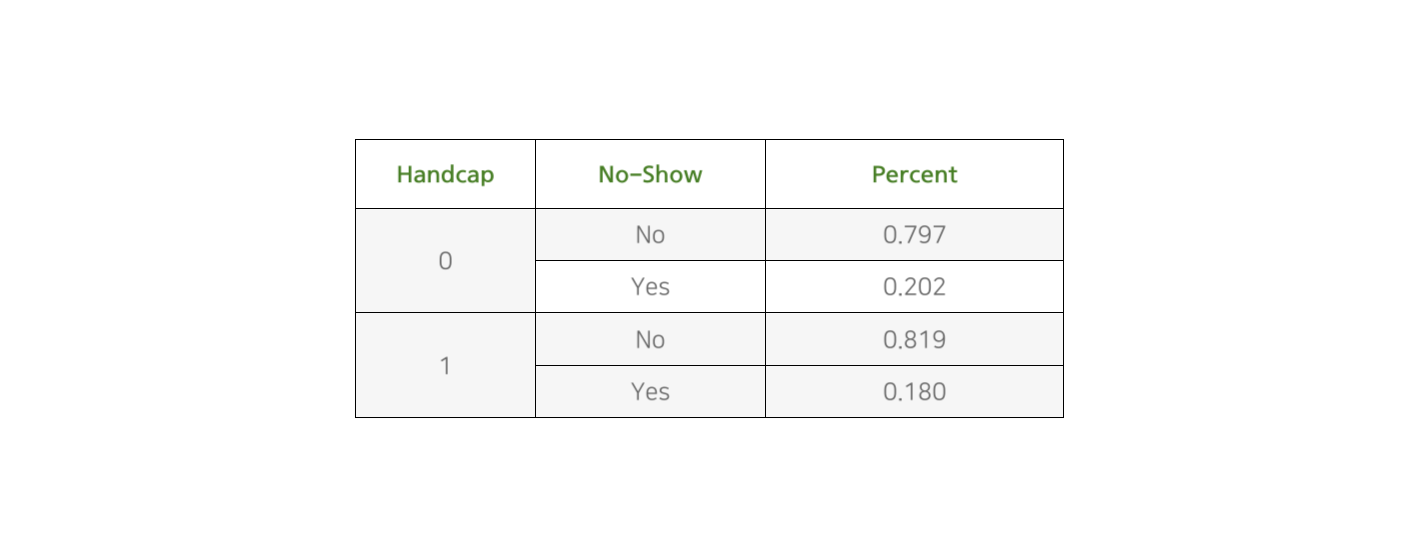 Handcap No-Show Percent
0
No 0.797
Yes 0.202
1
No 0.819
Yes 0.180